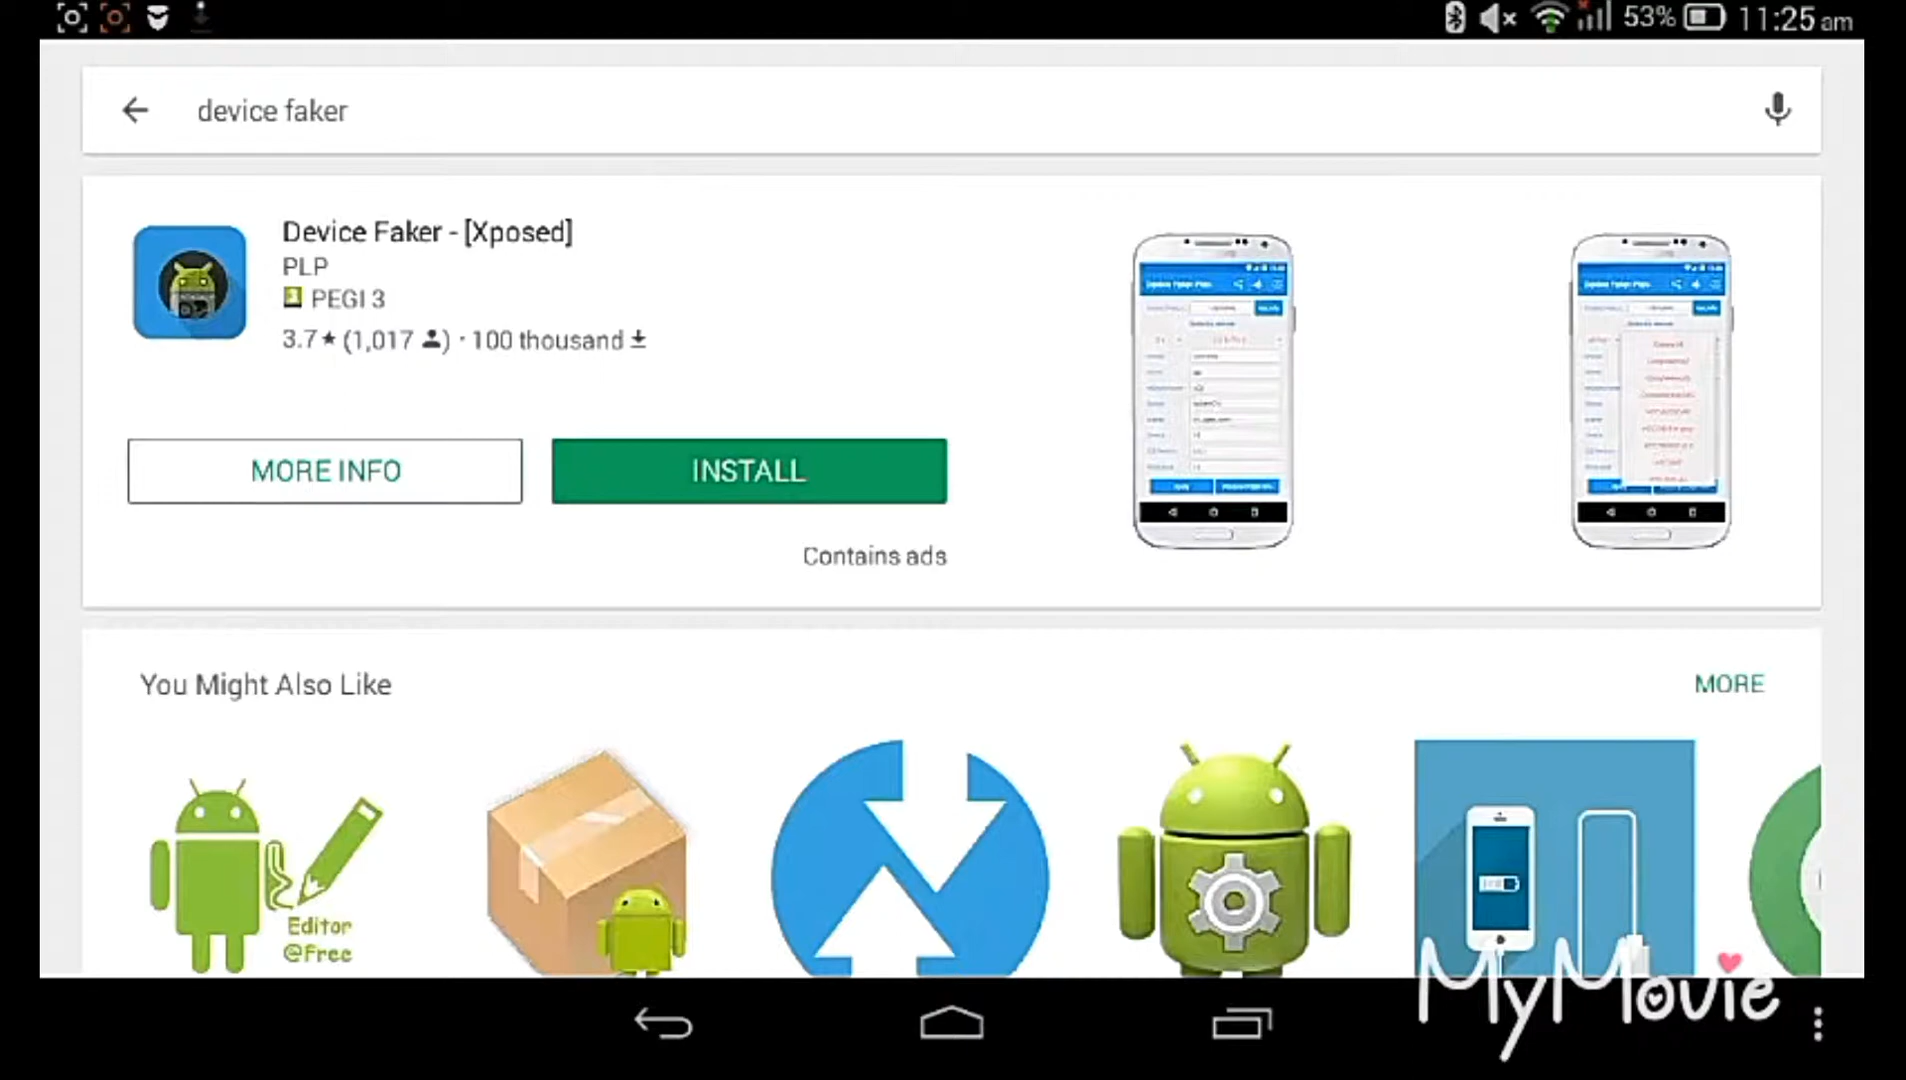 53% 11:25 am
device faker
Device Faker - [Xposed]
PLP
PEGI 3
3.7 (1,017 ) · 100 thousand
MORE INFO
INSTALL
Contains ads
You Might Also Like
MORE
Editor
@Free
MyMovie